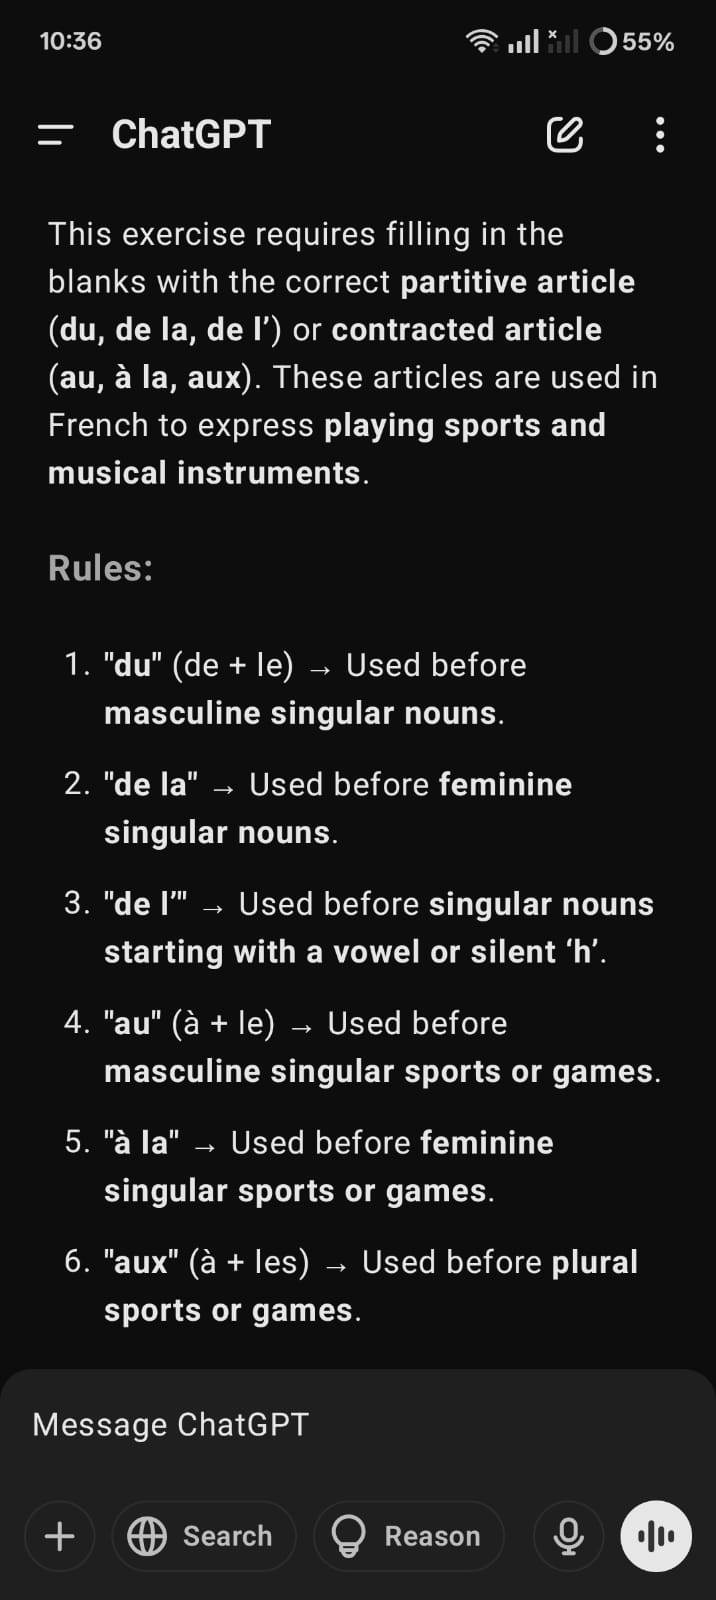 10:36
55%
ChatGPT
This exercise requires filling in the
blanks with the correct partitive article
(du, de la, de l’) or contracted article
(au, à la, aux). These articles are used in
French to express playing sports and
musical instruments.
Rules:
1. "du" (de + le) → Used before
masculine singular nouns.
2. "de la" → Used before feminine
singular nouns.
3. "de l’" → Used before singular nouns
starting with a vowel or silent ‘h’.
4. "au" (à + le) → Used before
masculine singular sports or games.
5. "à la" → Used before feminine
singular sports or games.
6. "aux" (à + les) → Used before plural
sports or games.
Message ChatGPT
Search
Reason